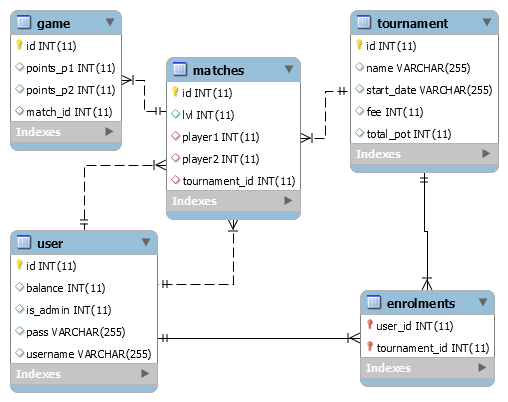 game
id INT(11)
points_p1 INT(11)
points_p2 INT(11)
match_id INT(11)
Indexes
matches
id INT(11)
lvl INT(11)
player1 INT(11)
player2 INT(11)
tournament_id INT(11)
Indexes
tournament
id INT(11)
name VARCHAR(255)
start_date VARCHAR(255)
fee INT(11)
total_pot INT(11)
Indexes
user
id INT(11)
balance INT(11)
is_admin INT(11)
pass VARCHAR(255)
username VARCHAR(255)
Indexes
enrolments
user_id INT(11)
tournament_id INT(11)
Indexes